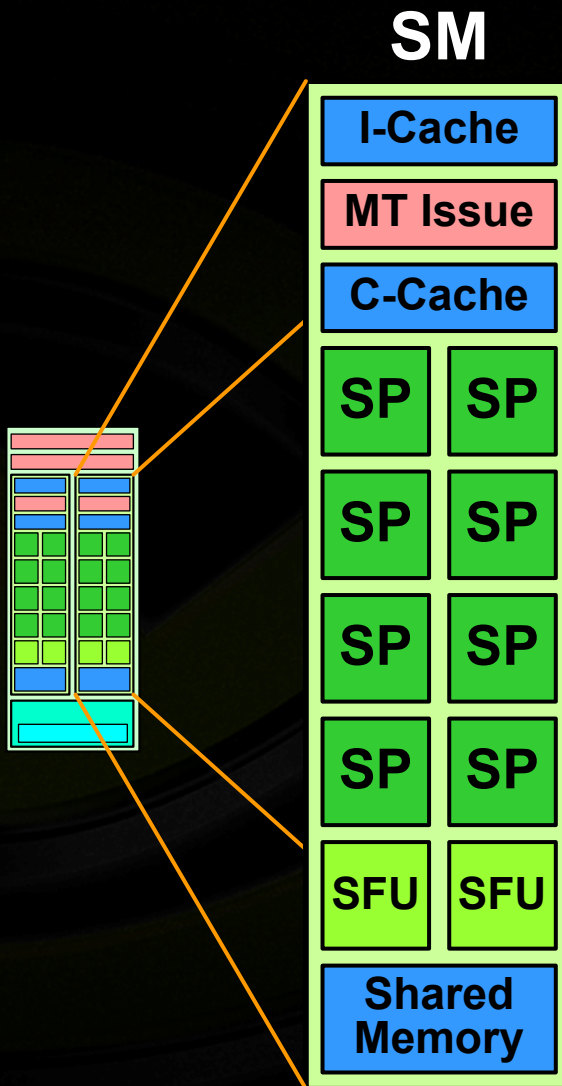 SM
I-Cache
MT Issue
C-Cache
SP SP
SP SP
SP SP
SP SP
SFU SFU
Shared
Memory